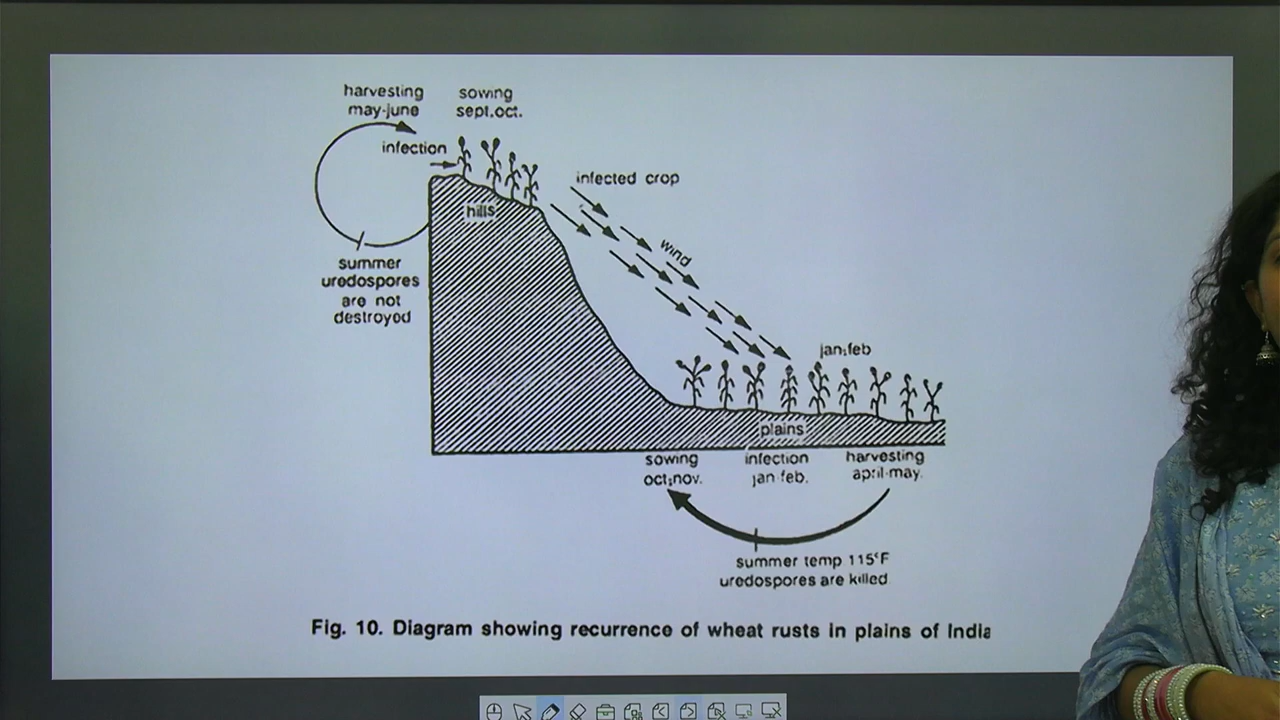 harvesting
may-june
sowing
sept.oct.
infection
infected crop
hills
wind
summer
uredospores
are not
destroyed
jan.feb
plains
sowing
oct.nov.
infection
jan feb.
harvesting
april-may.
summer temp 115°F
uredospores are killed
Fig. 10. Diagram showing recurrence of wheat rusts in plains of India